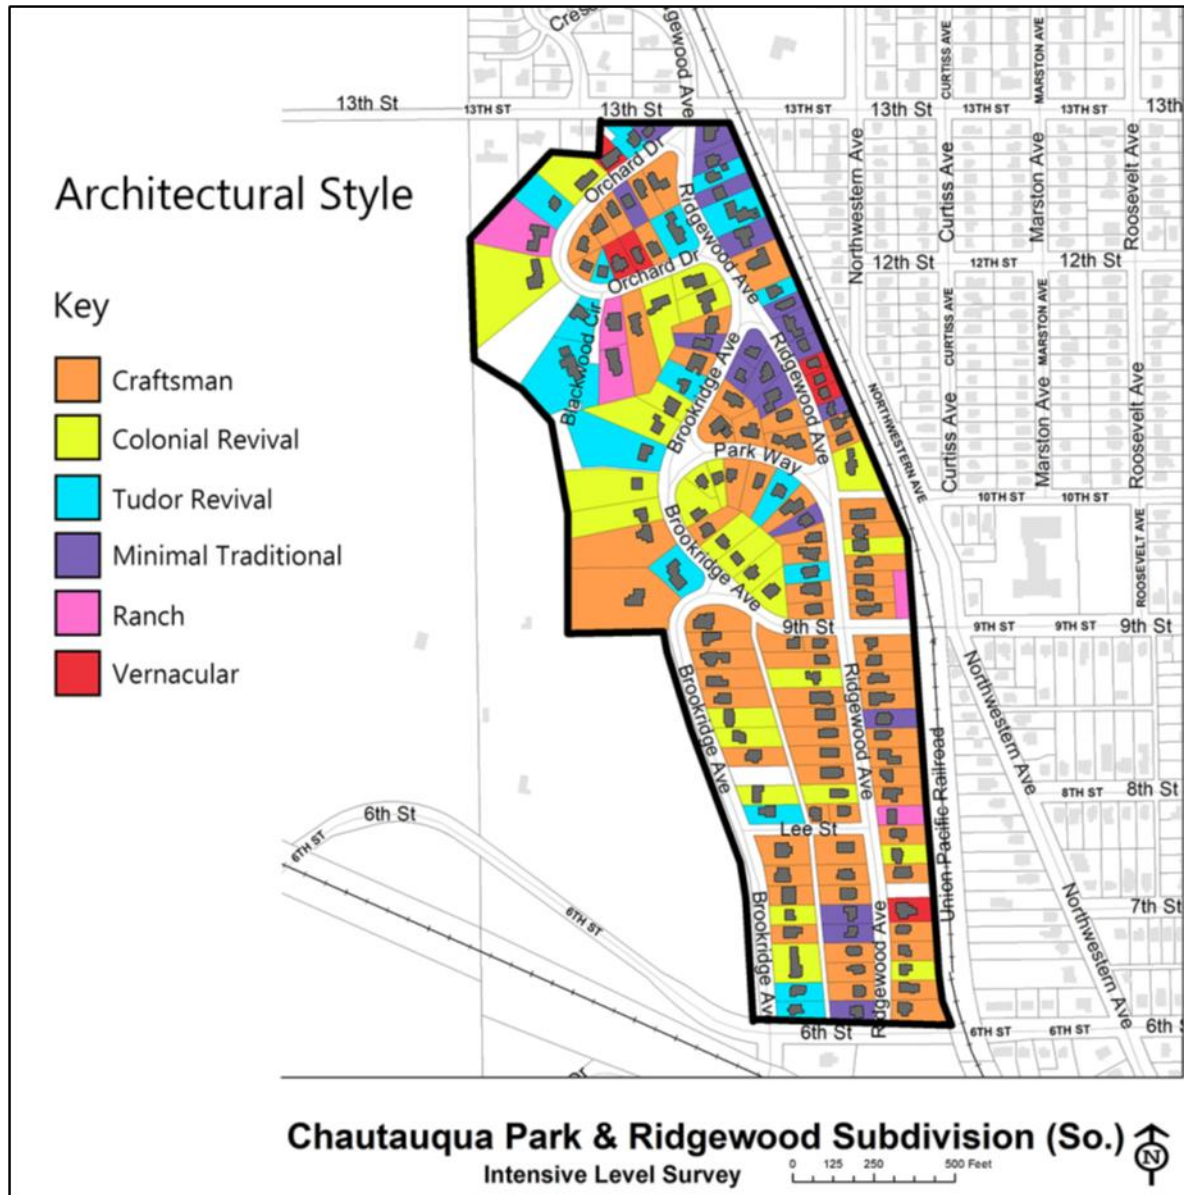 Cres
gewood Ave
CURTISS AVE
MARSTON AVE
13th St
13TH ST
13th St
13TH ST
13th St
13TH ST
13TH ST
13th
Architectural Style
Key
Craftsman
Colonial Revival
Tudor Revival
Minimal Traditional
Ranch
Vernacular
Orchard Dr
Ridgewood Ave
Northwestern Ave
Curtiss Ave
Marston Ave
Roosevelt Ave
Orchard Dr
12th St
12TH ST
12th St
Blackwood Cir
Brookridge Ave
Ridgewood Ave
CURTISS AVE
MARSTON AVE
NORTHWESTERN AVE
Curtiss Ave
Marston Ave
Roosevelt Ave
Park Way
10TH ST
10TH ST
ROOSEVELT AVE
Brookridge Ave
9th St
9TH ST
9TH ST
9th St
Brookridge Ave
Ridgewood Ave
Northwestern Ave
Union Pacific Railroad
8TH ST
8th St
6th St
6TH ST
Lee St
6TH ST
Brookridge Av
Ridgewood Ave
Northwestern Ave
7th St
6th St
6TH ST
6TH ST
6th
or
Chautauqua Park & Ridgewood Subdivision (So.)
Intensive Level Survey
0 125 250 500 Feet
N